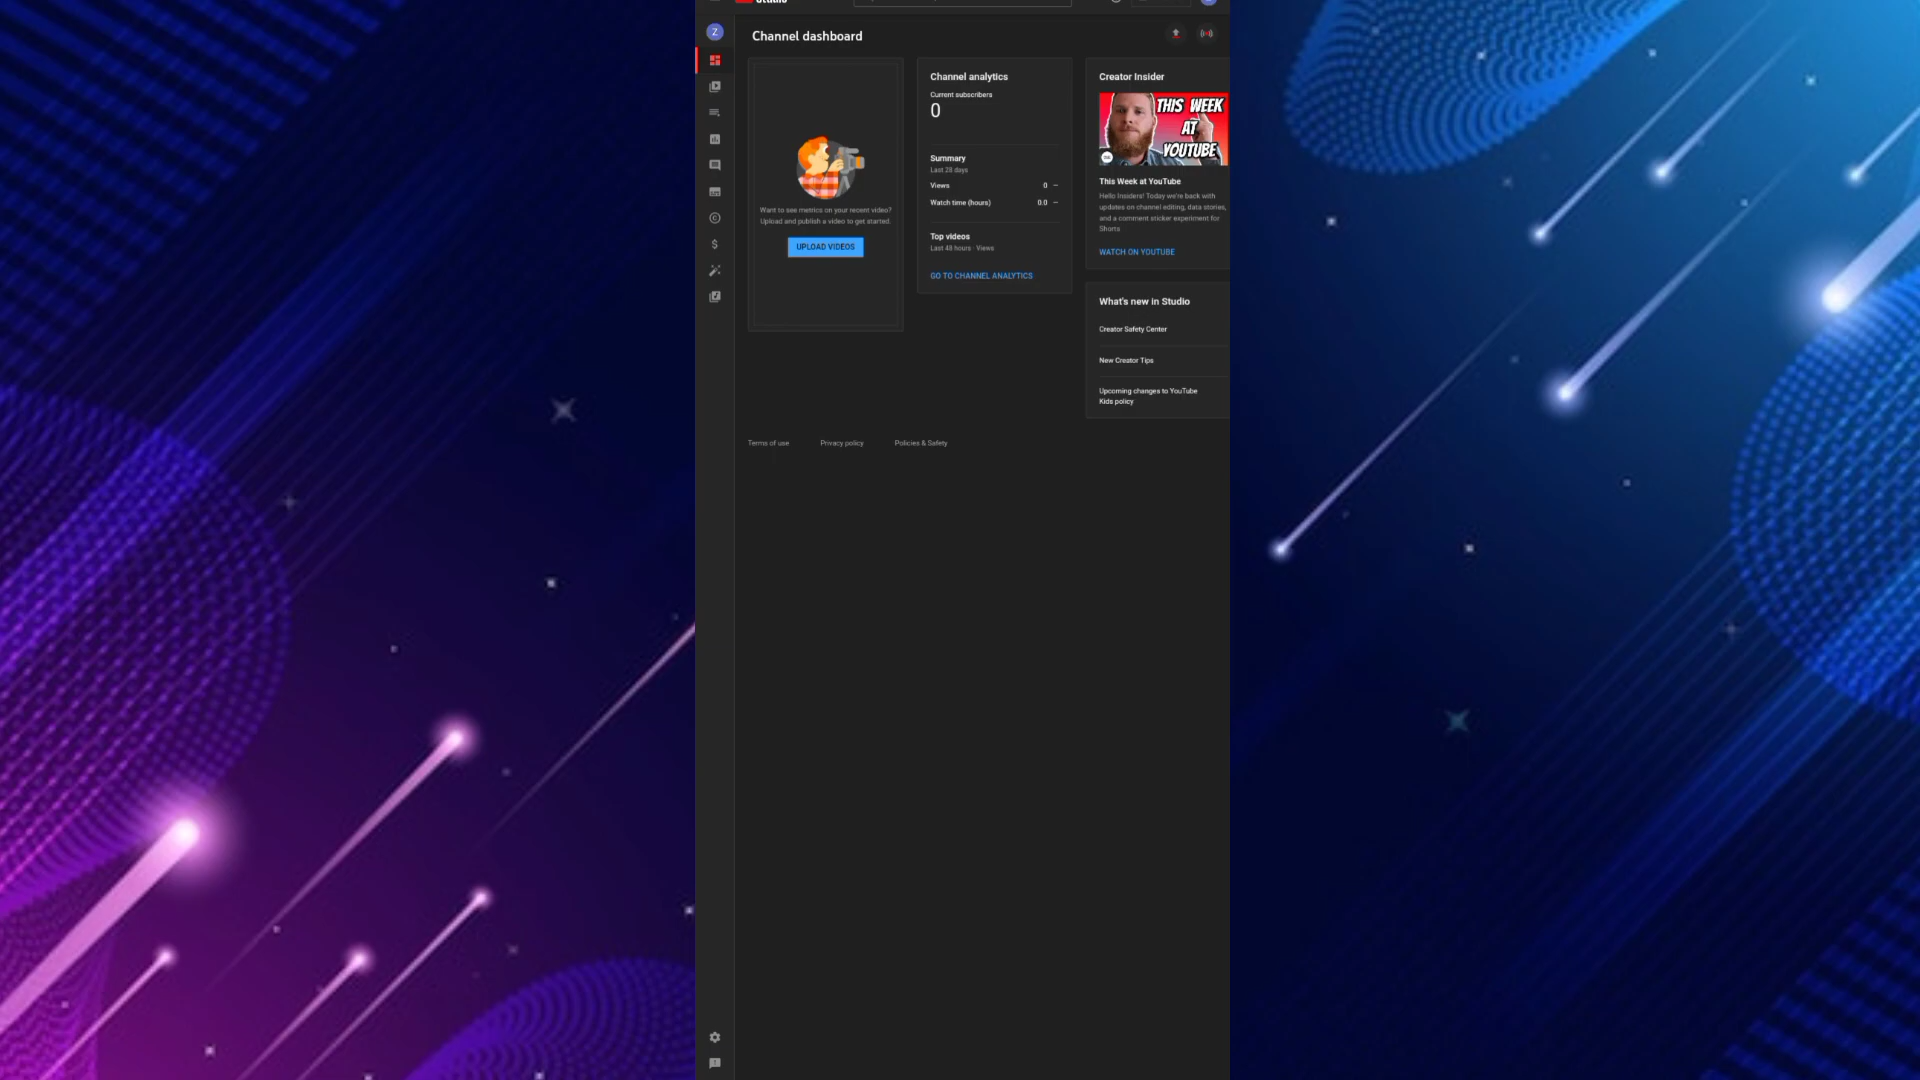 Channel dashboard
Want to see metrics on your recent video?
Upload and publish a video to get started.
UPLOAD VIDEOS
Channel analytics
Current subscribers
0
Summary
Last 28 days
Views 0 —
Watch time (hours) 0.0 —
Top videos
Last 48 hours · Views
GO TO CHANNEL ANALYTICS
Creator Insider
THIS WEEK
AT
YOUTUBE
This Week at YouTube
Hello Insiders! Today we're back with
updates on channel editing, data stories,
and a comment sticker experiment for
Shorts
WATCH ON YOUTUBE
What's new in Studio
Creator Safety Center
New Creator Tips
Upcoming changes to YouTube
Kids policy
Terms of use
Privacy policy
Policies & Safety
Z